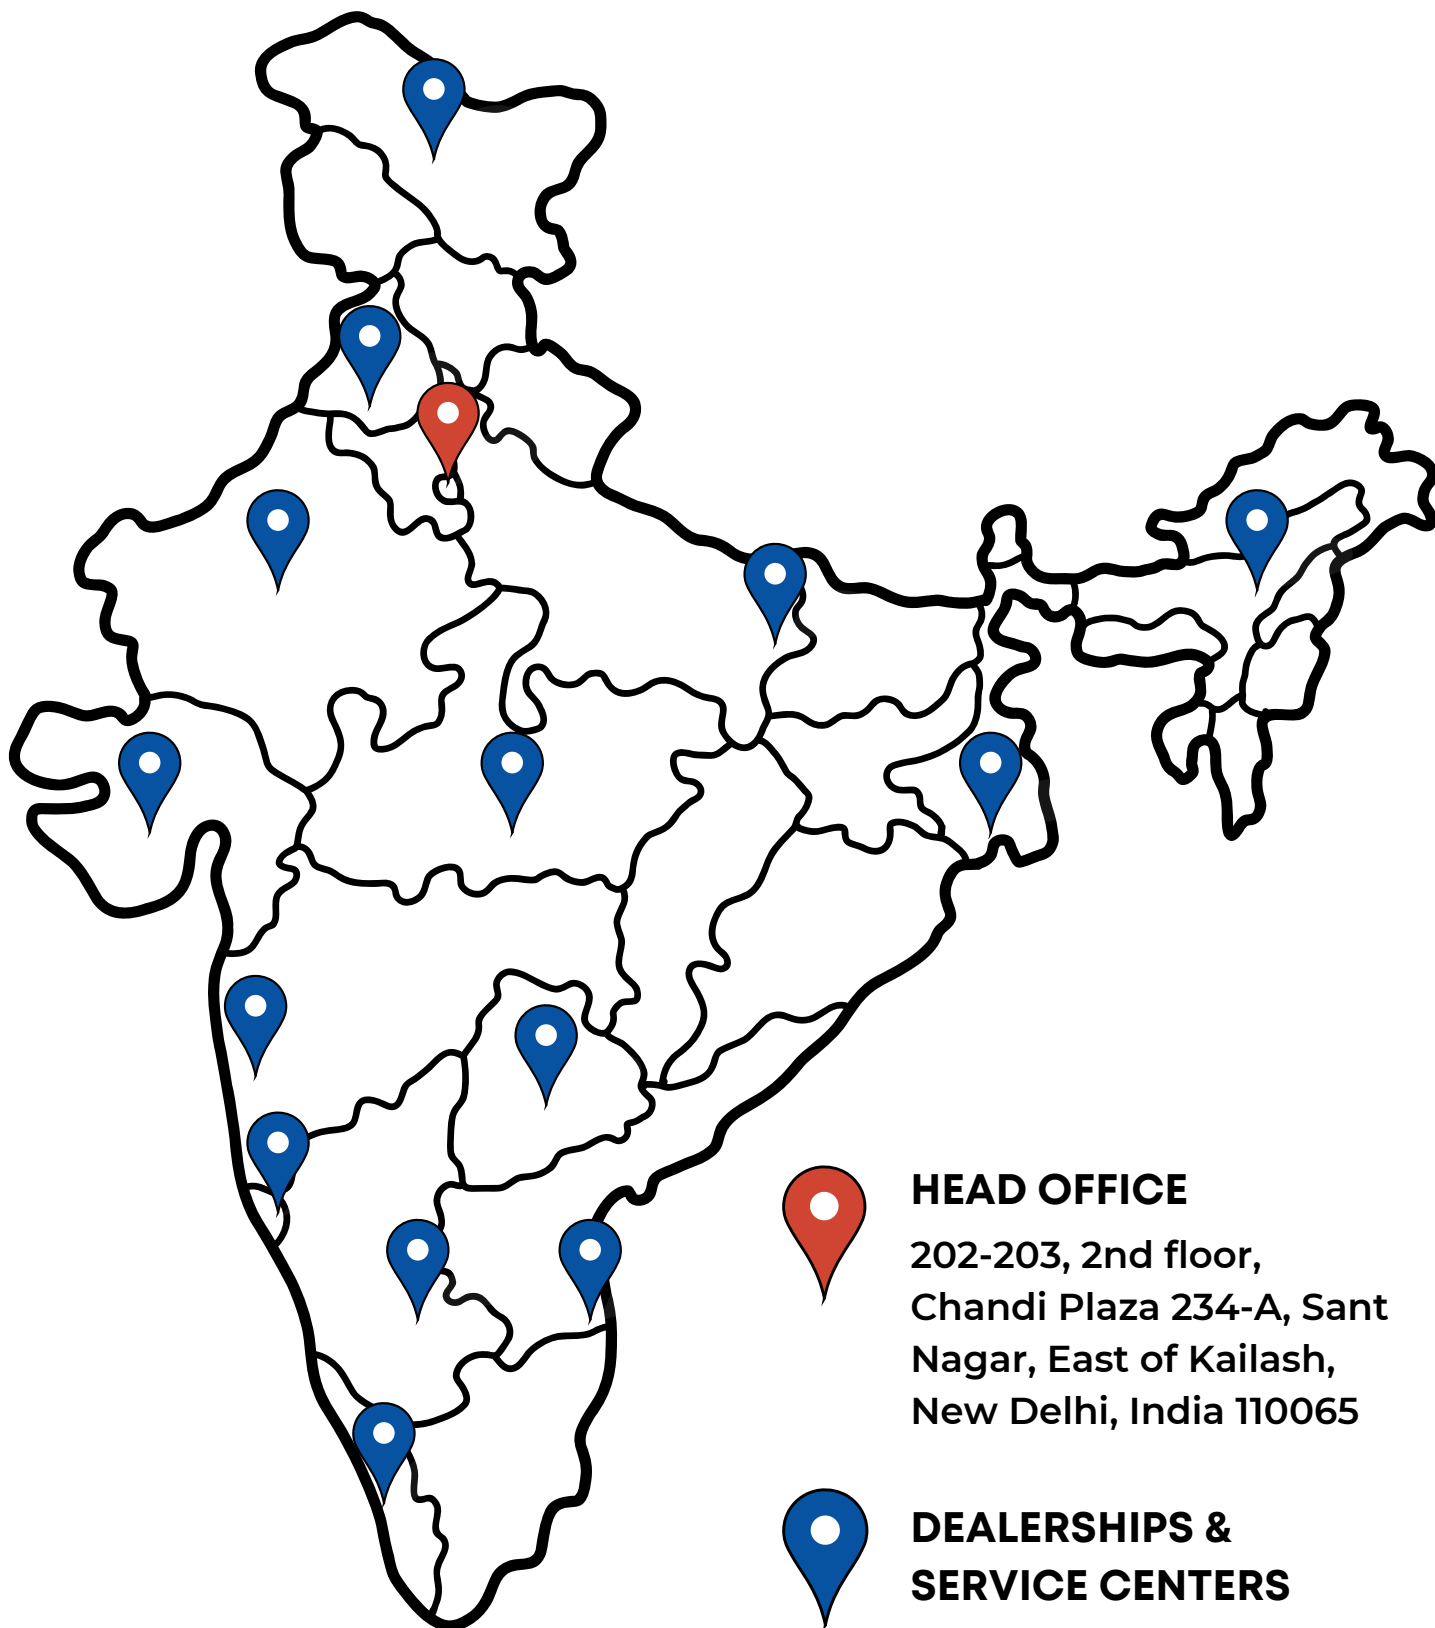 HEAD OFFICE
202-203, 2nd floor,
Chandi Plaza 234-A, Sant
Nagar, East of Kailash,
New Delhi, India 110065
DEALERSHIPS &
SERVICE CENTERS